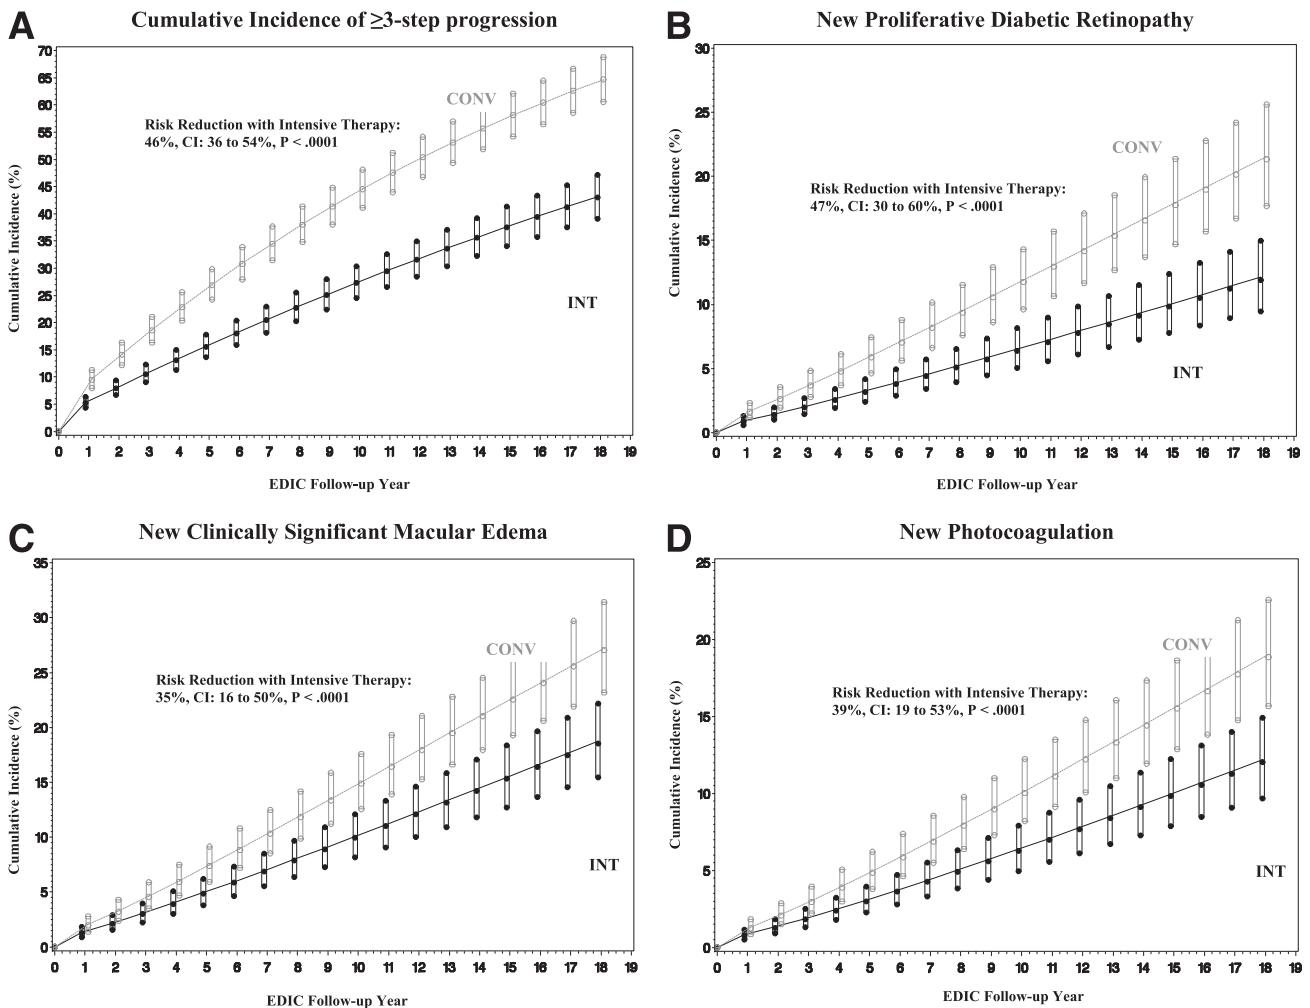 A
Cumulative Incidence of ≥3-step progression
Cumulative Incidence (%)
70
65
60
55
50
45
40
35
30
25
20
15
10
5
0
CONV
Risk Reduction with Intensive Therapy:
46%, CI: 36 to 54%, P < .0001
INT
0 1 2 3 4 5 6 7 8 9 10 11 12 13 14 15 16 17 18 19
EDIC Follow-up Year
B
New Proliferative Diabetic Retinopathy
Cumulative Incidence (%)
30
25
20
15
10
5
0
CONV
Risk Reduction with Intensive Therapy:
47%, CI: 30 to 60%, P < .0001
INT
0 1 2 3 4 5 6 7 8 9 10 11 12 13 14 15 16 17 18 19
EDIC Follow-up Year
C
New Clinically Significant Macular Edema
Cumulative Incidence (%)
35
30
25
20
15
10
5
0
CONV
Risk Reduction with Intensive Therapy:
35%, CI: 16 to 50%, P < .0001
INT
0 1 2 3 4 5 6 7 8 9 10 11 12 13 14 15 16 17 18 19
EDIC Follow-up Year
D
New Photocoagulation
Cumulative Incidence (%)
25
20
15
10
5
0
CONV
Risk Reduction with Intensive Therapy:
39%, CI: 19 to 53%, P < .0001
INT
0 1 2 3 4 5 6 7 8 9 10 11 12 13 14 15 16 17 18 19
EDIC Follow-up Year